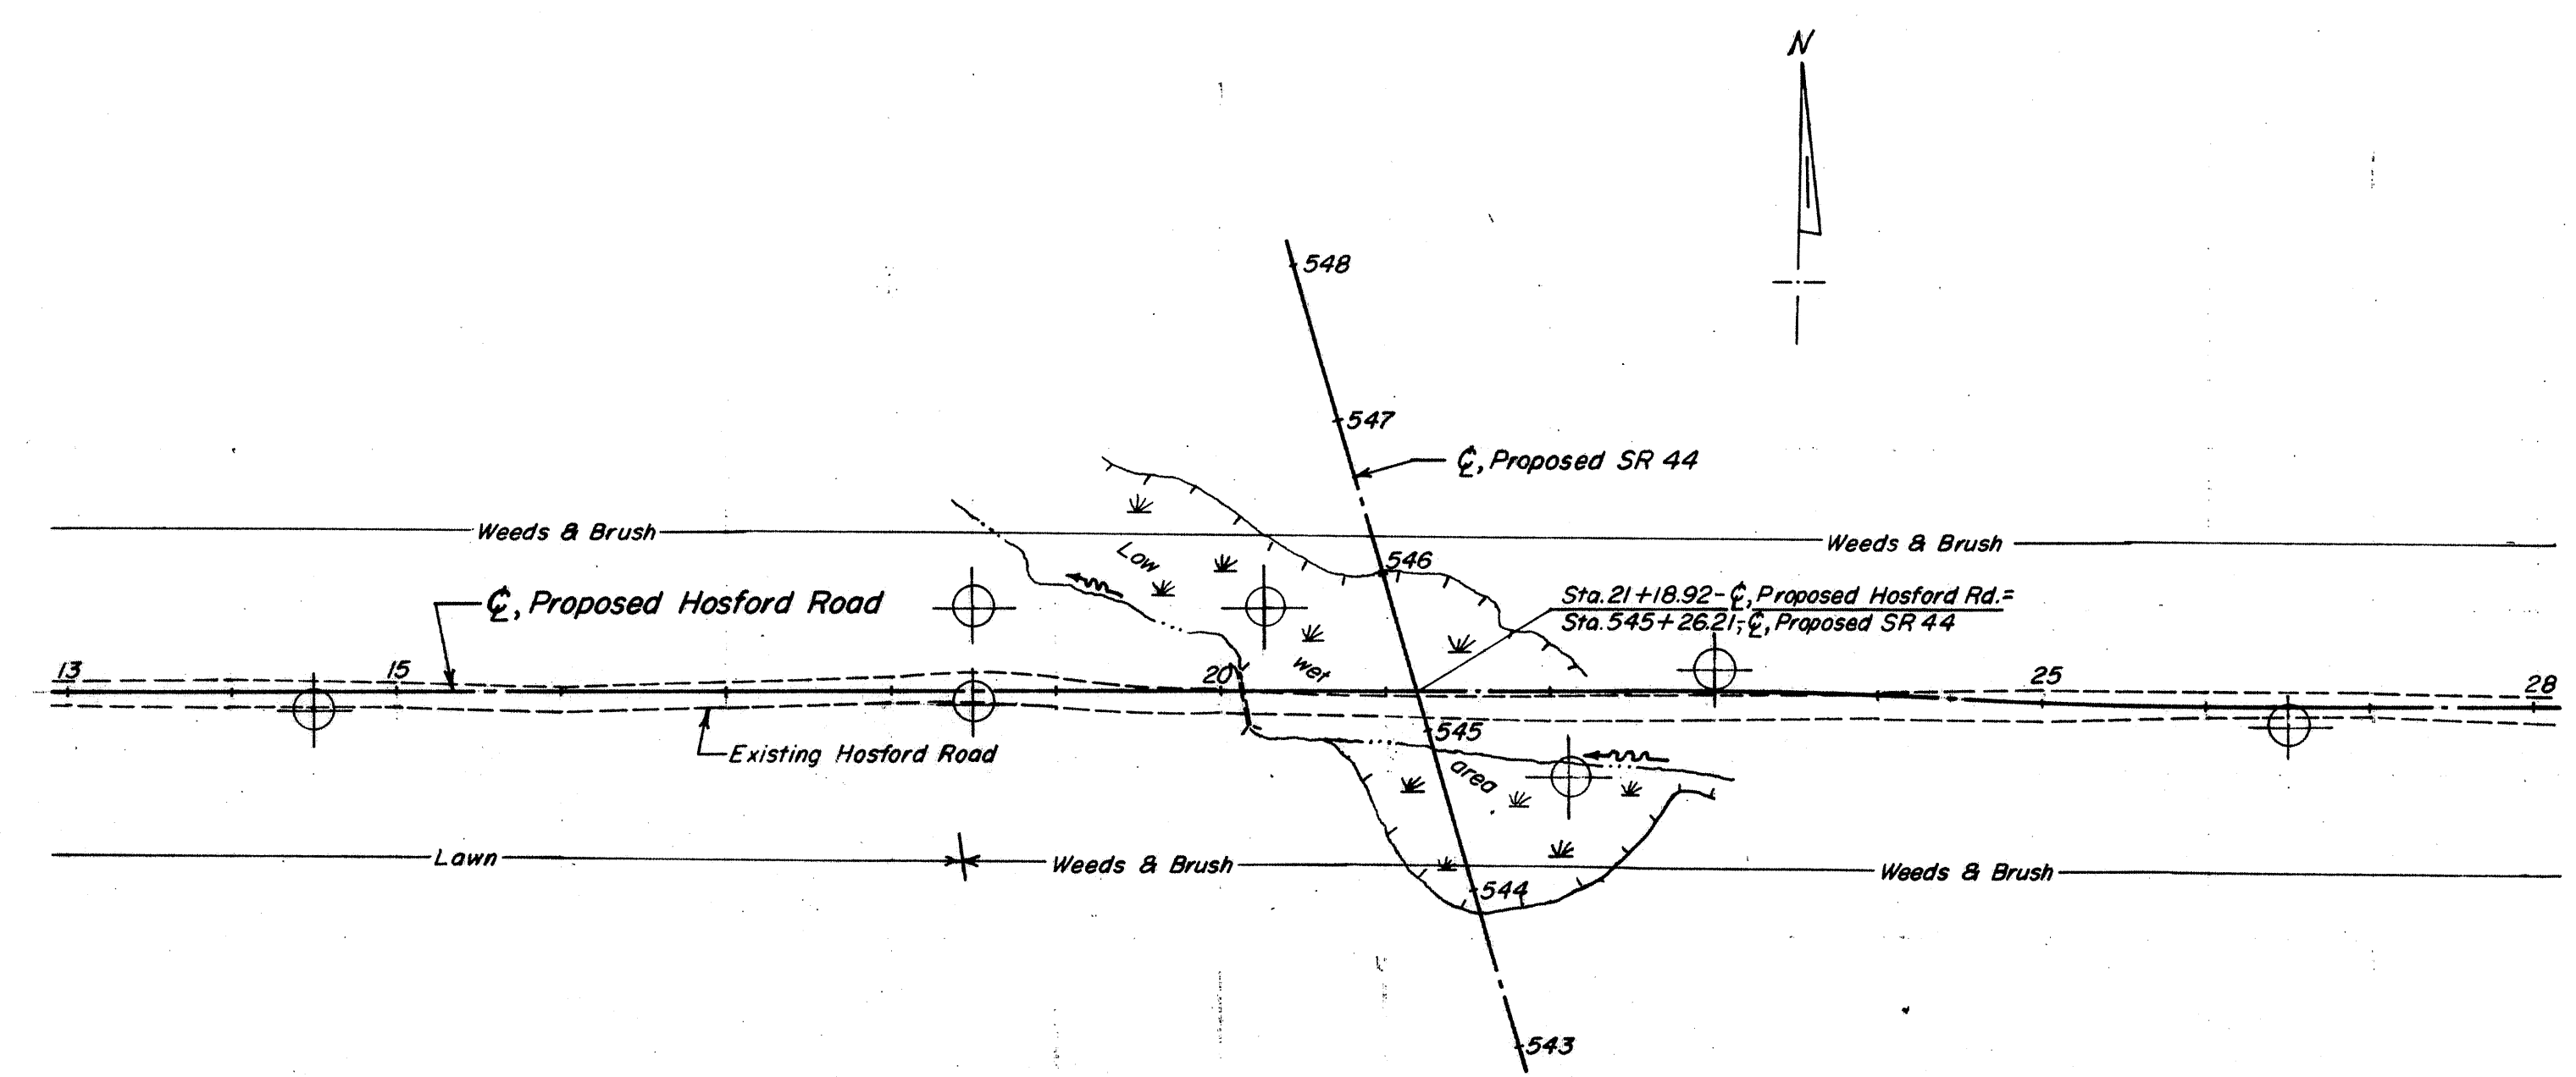 N
548
547
℄, Proposed SR 44
Weeds & Brush
Weeds & Brush
Low
546
℄, Proposed Hosford Road
Sta. 21+18.92-℄, Proposed Hosford Rd.=
Sta. 545+26.21-℄, Proposed SR 44
wet
13
15
20
25
28
545
Existing Hosford Road
area
Lawn
Weeds & Brush
Weeds & Brush
544
543